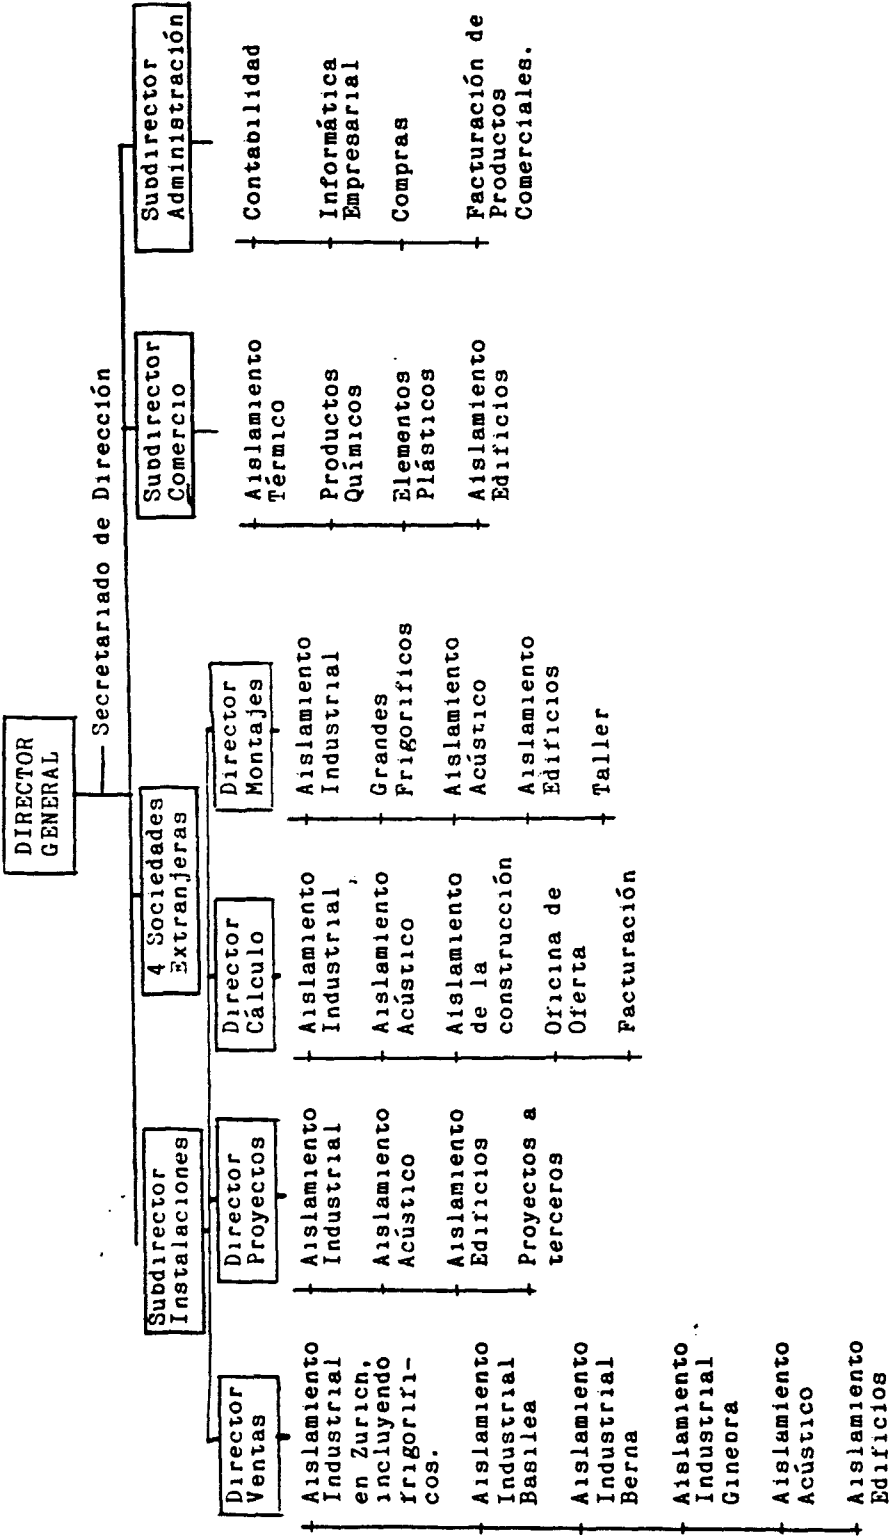 DIRECTOR
GENERAL
Secretariado de Dirección
Subdirector
Instalaciones
4 Sociedades
Extranjeras
Subdirector
Comercio
Subdirector
Administración
Director
Ventas
Director
Proyectos
Director
Cálculo
Director
Montajes
Aislamiento
Industrial
en Zurich,
incluyendo
frigorífi-
cos.
Aislamiento
Industrial
Basilea
Aislamiento
Industrial
Berna
Aislamiento
Industrial
Gineora
Aislamiento
Acústico
Aislamiento
Edificios
Aislamiento
Industrial
Aislamiento
Acústico
Aislamiento
Edificios
Proyectos a
terceros
Aislamiento
Industrial
Aislamiento
Acústico
Aislamiento
de la
construcción
Oficina de
Oferta
Facturación
Aislamiento
Industrial
Grandes
Frigoríficos
Aislamiento
Acústico
Aislamiento
Edificios
Taller
Aislamiento
Térmico
Productos
Químicos
Elementos
Plásticos
Aislamiento
Edificios
Contabilidad
Informática
Empresarial
Compras
Facturación de
Productos
Comerciales.